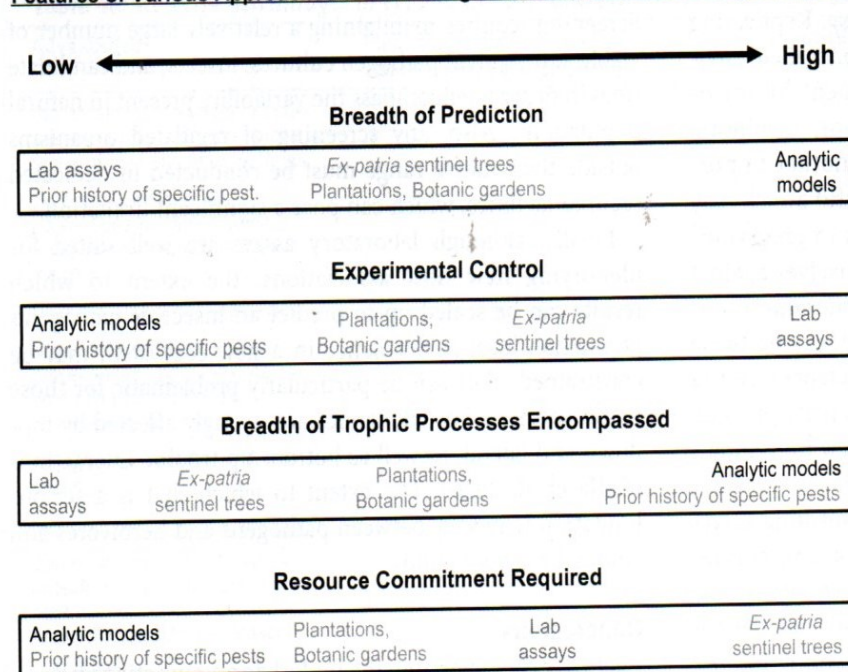 Low High
Breadth of Prediction
Lab assays Ex-patria sentinel trees Analytic
Prior history of specific pest. Plantations, Botanic gardens models
Experimental Control
Analytic models Plantations, Ex-patria Lab
Prior history of specific pests Botanic gardens sentinel trees assays
Breadth of Trophic Processes Encompassed
Lab Ex-patria Plantations, Analytic models
assays sentinel trees Botanic gardens Prior history of specific pests
Resource Commitment Required
Analytic models Plantations, Lab Ex-patria
Prior history of specific pests Botanic gardens assays sentinel trees